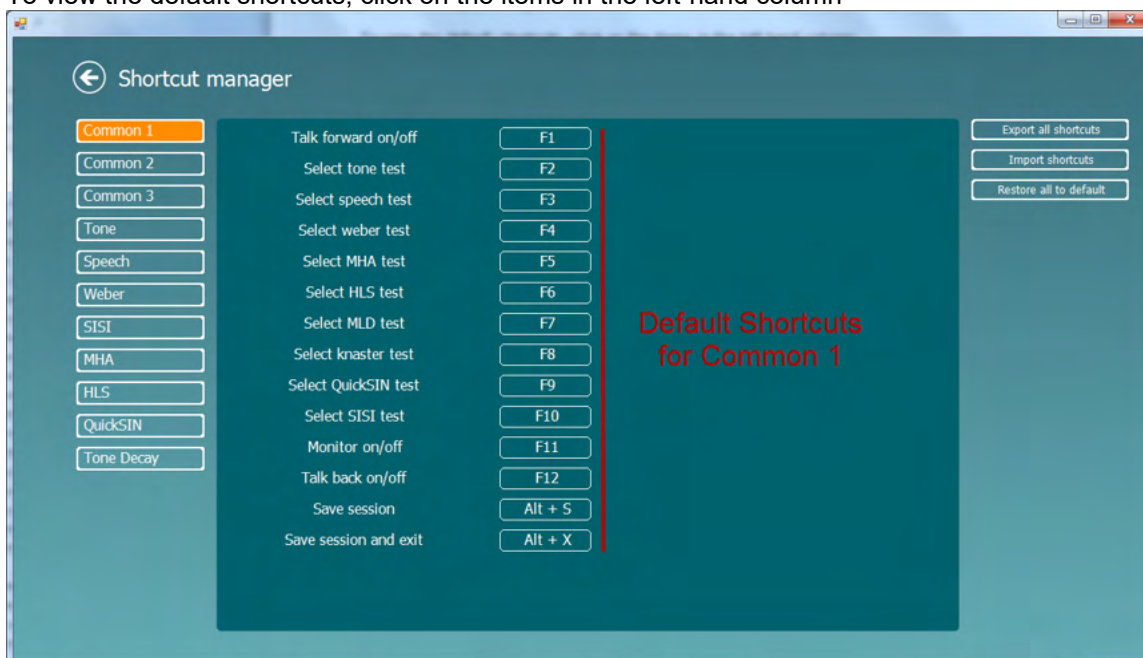 To view the default shortcuts, click on the items in the left hand column
Shortcut manager
Common 1
Common 2
Common 3
Tone
Speech
Weber
SISI
MHA
HLS
QuickSIN
Tone Decay
Talk forward on/off F1
Select tone test F2
Select speech test F3
Select weber test F4
Select MHA test F5
Select HLS test F6
Select MLD test F7
Select knaster test F8
Select QuickSIN test F9
Select SISI test F10
Monitor on/off F11
Talk back on/off F12
Save session Alt + S
Save session and exit Alt + X
Default Shortcuts
for Common 1
Export all shortcuts
Import shortcuts
Restore all to default